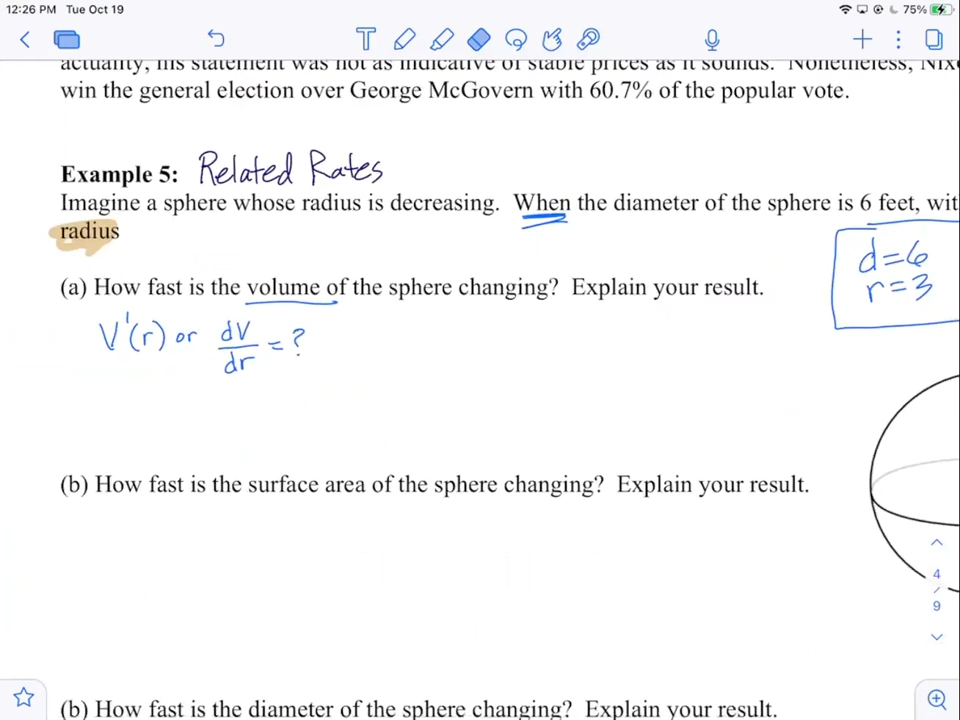 12:26 PM Tue Oct 19 75%
actuality, his statement was not as indicative of stable prices as it sounds. Nonetheless, Nix
win the general election over George McGovern with 60.7% of the popular vote.
Example 5: Related Rates
Imagine a sphere whose radius is decreasing. When the diameter of the sphere is 6 feet, wit
radius
d=6
r=3
(a) How fast is the volume of the sphere changing? Explain your result.
V'(r) or dV/dr = ?
(b) How fast is the surface area of the sphere changing? Explain your result.
4
/
9
(b) How fast is the diameter of the sphere changing? Explain your result.